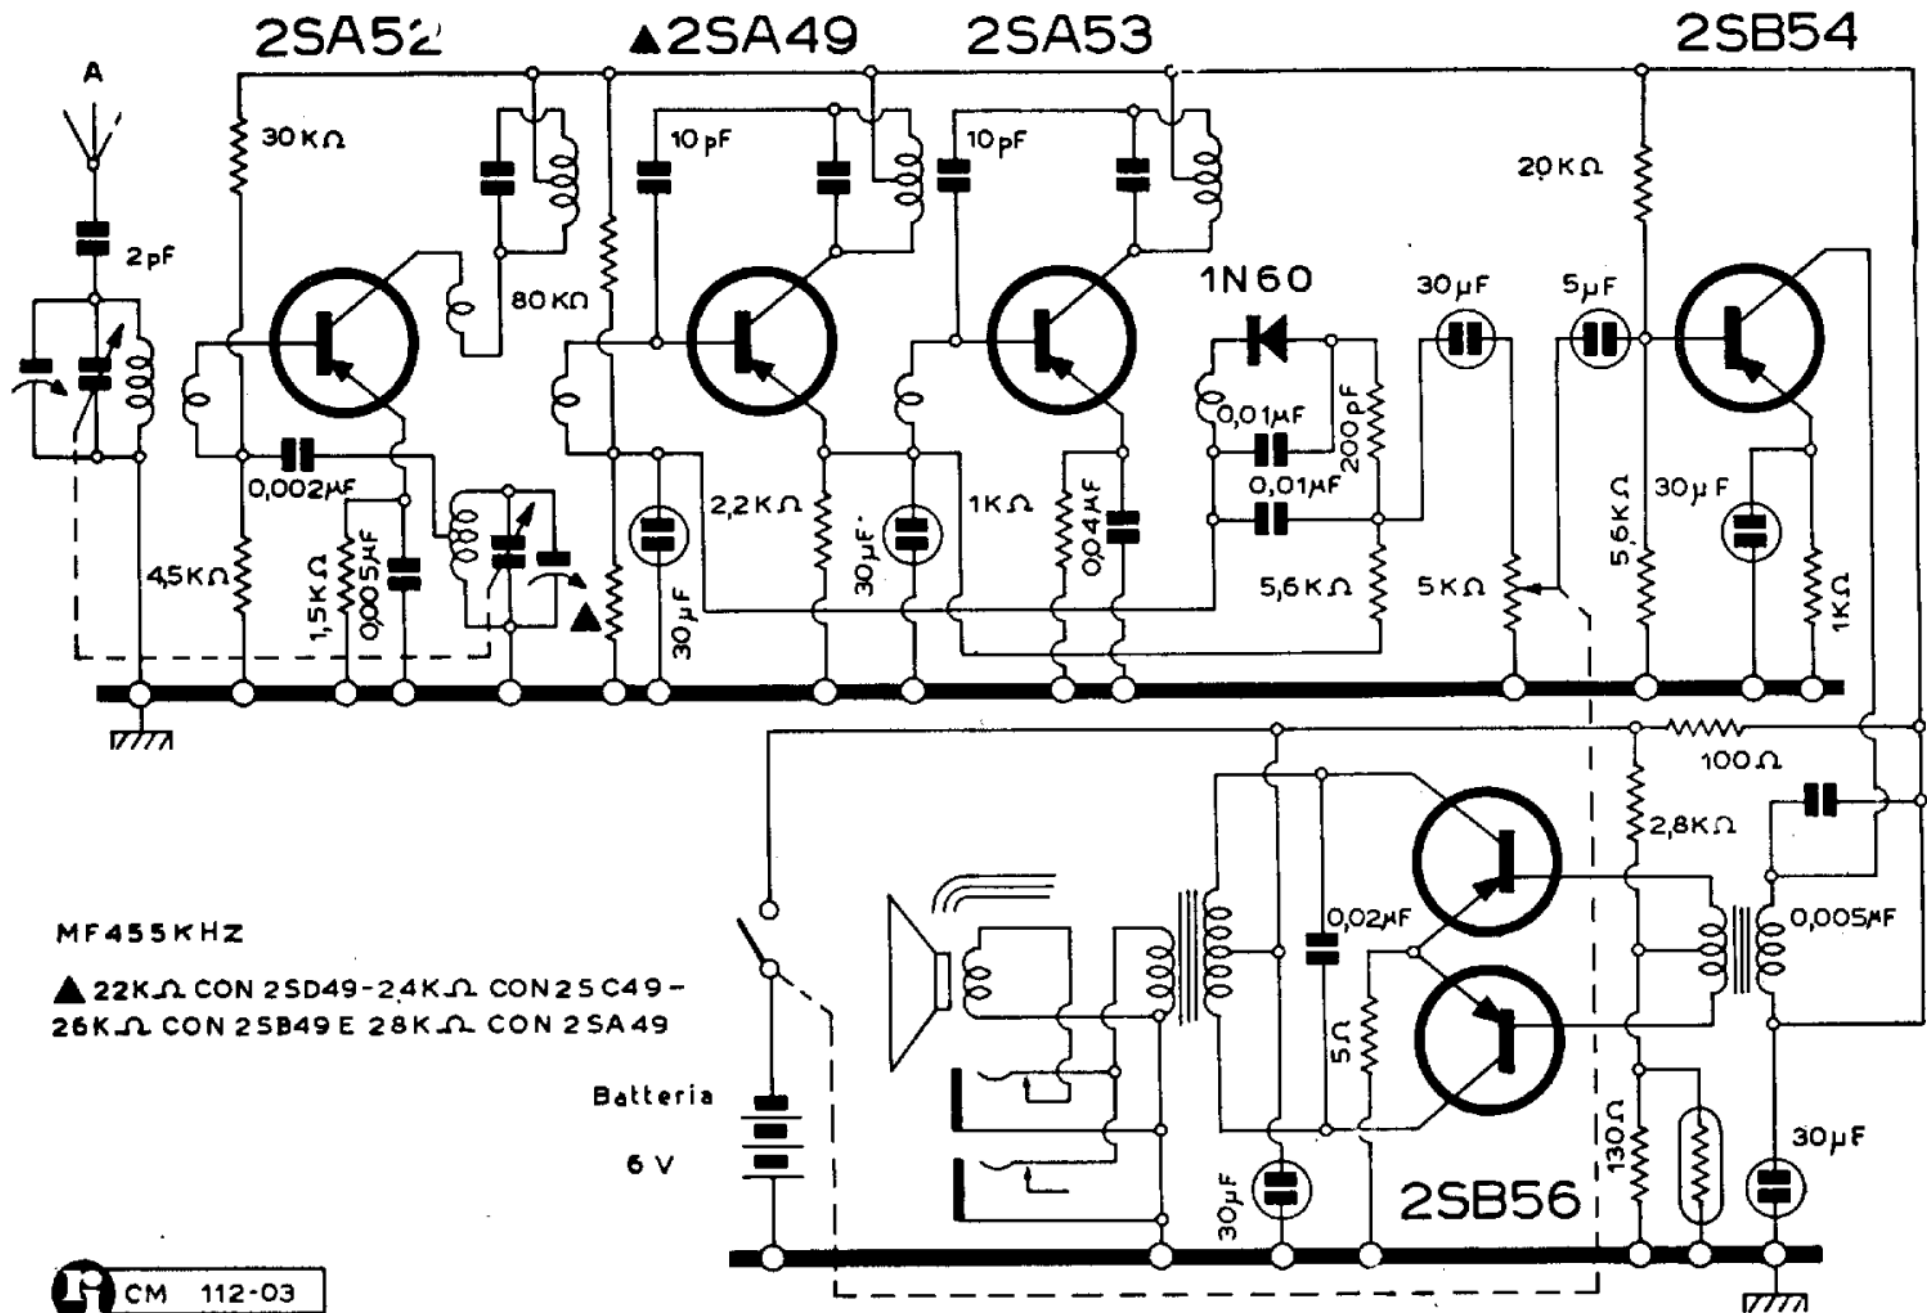 2SA52
▲2SA49
2SA53
2SB54
A
30KΩ
10pF
10pF
20KΩ
2pF
80KΩ
1N60
30µF
5µF
0,01µF
200pF
0,002µF
2,2KΩ
1KΩ
0,01µF
30µF
4,5KΩ
1,5KΩ
0,005µF
▲
30µF
30µF
0,04µF
5,6KΩ
5KΩ
5,6KΩ
1KΩ
100Ω
2,8KΩ
MF455KHz
0,02µF
0,005µF
▲22KΩ CON 2SD49-2,4KΩ CON 2SC49-
26KΩ CON 2SB49 E 28KΩ CON 2SA49
5Ω
Batteria
6 V
130Ω
30µF
30µF
2SB56
CM 112-03